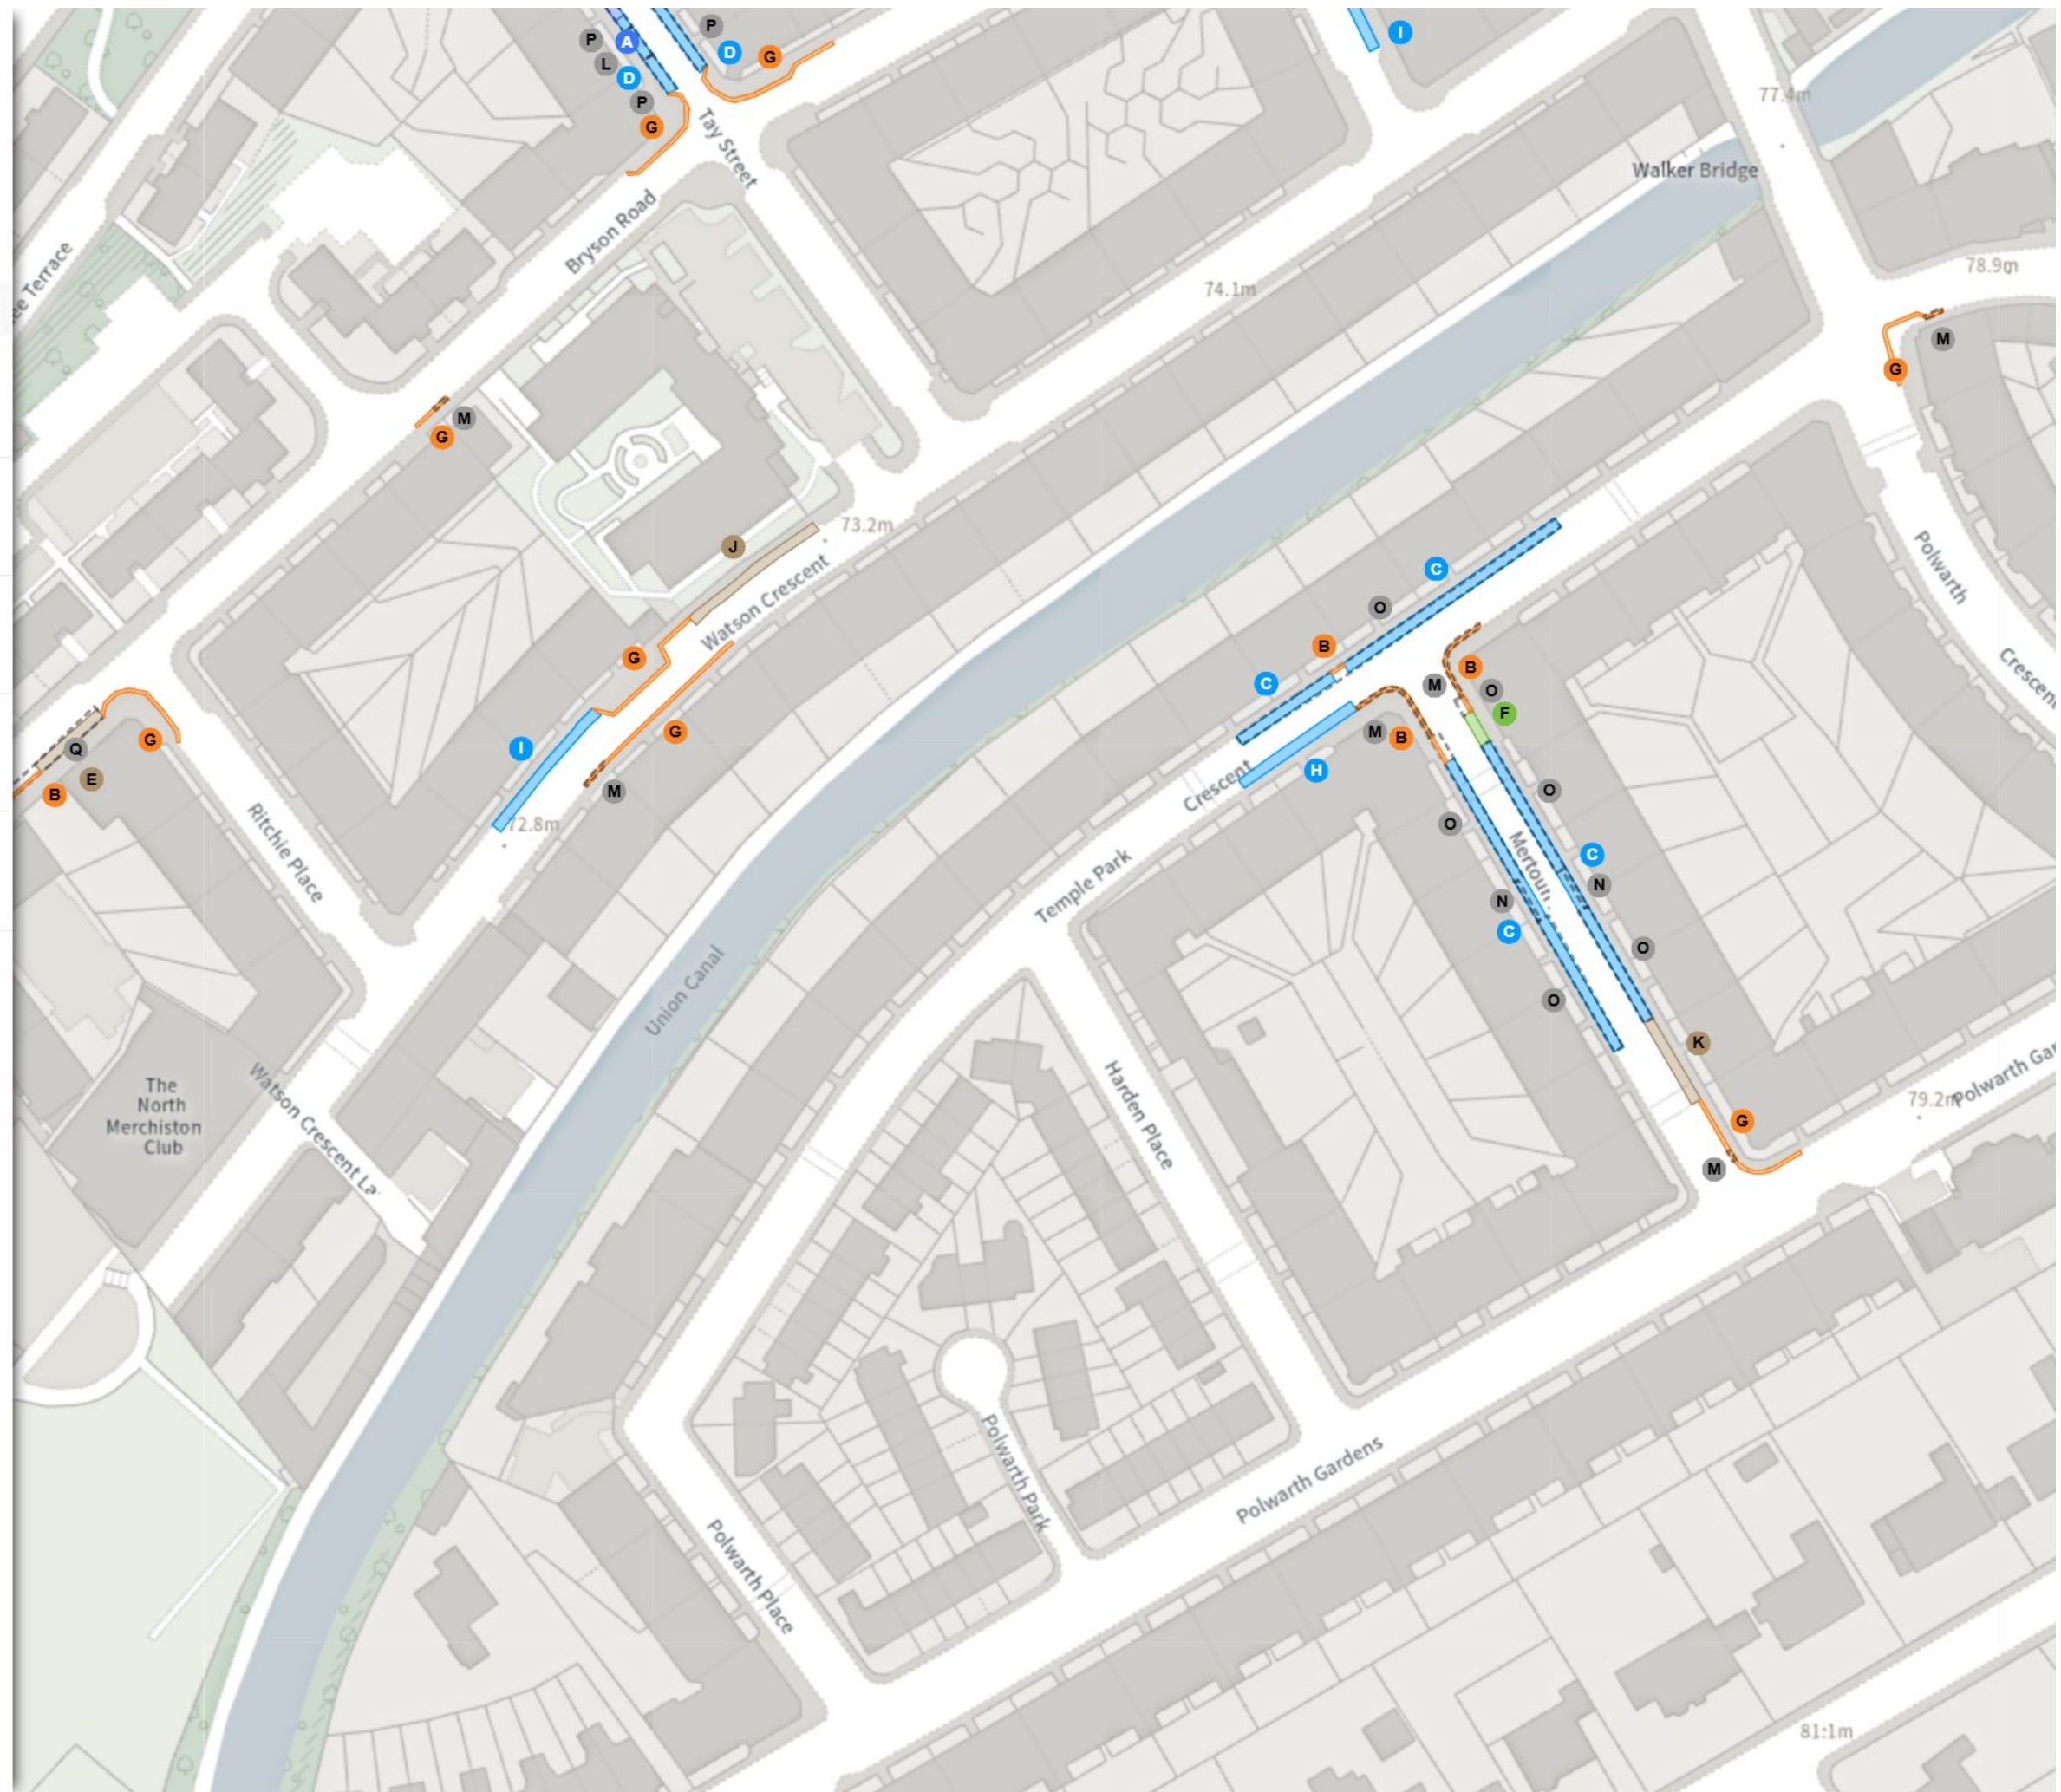 P
A
L
D
P
G
P
D
G
I
77.4m
Tay Street
Walker Bridge
Bryson Road
ee Terrace
78.9m
74.1m
M
G
M
G
73.2m
J
Watson Crescent
G
G
I
M
72.8m
G
Q
E
B
Ritchie Place
Polwarth
Crescent
C
O
B
C
M
B
O
F
M
B
H
Crescent
Temple Park
O
O
Mertoun
C
N
N
C
O
O
K
G
M
79.2m
Polwarth Gar
Union Canal
The
North
Merchiston
Club
Watson Crescent La
Harden Place
Polwarth Park
Polwarth Gardens
Polwarth Place
81.1m